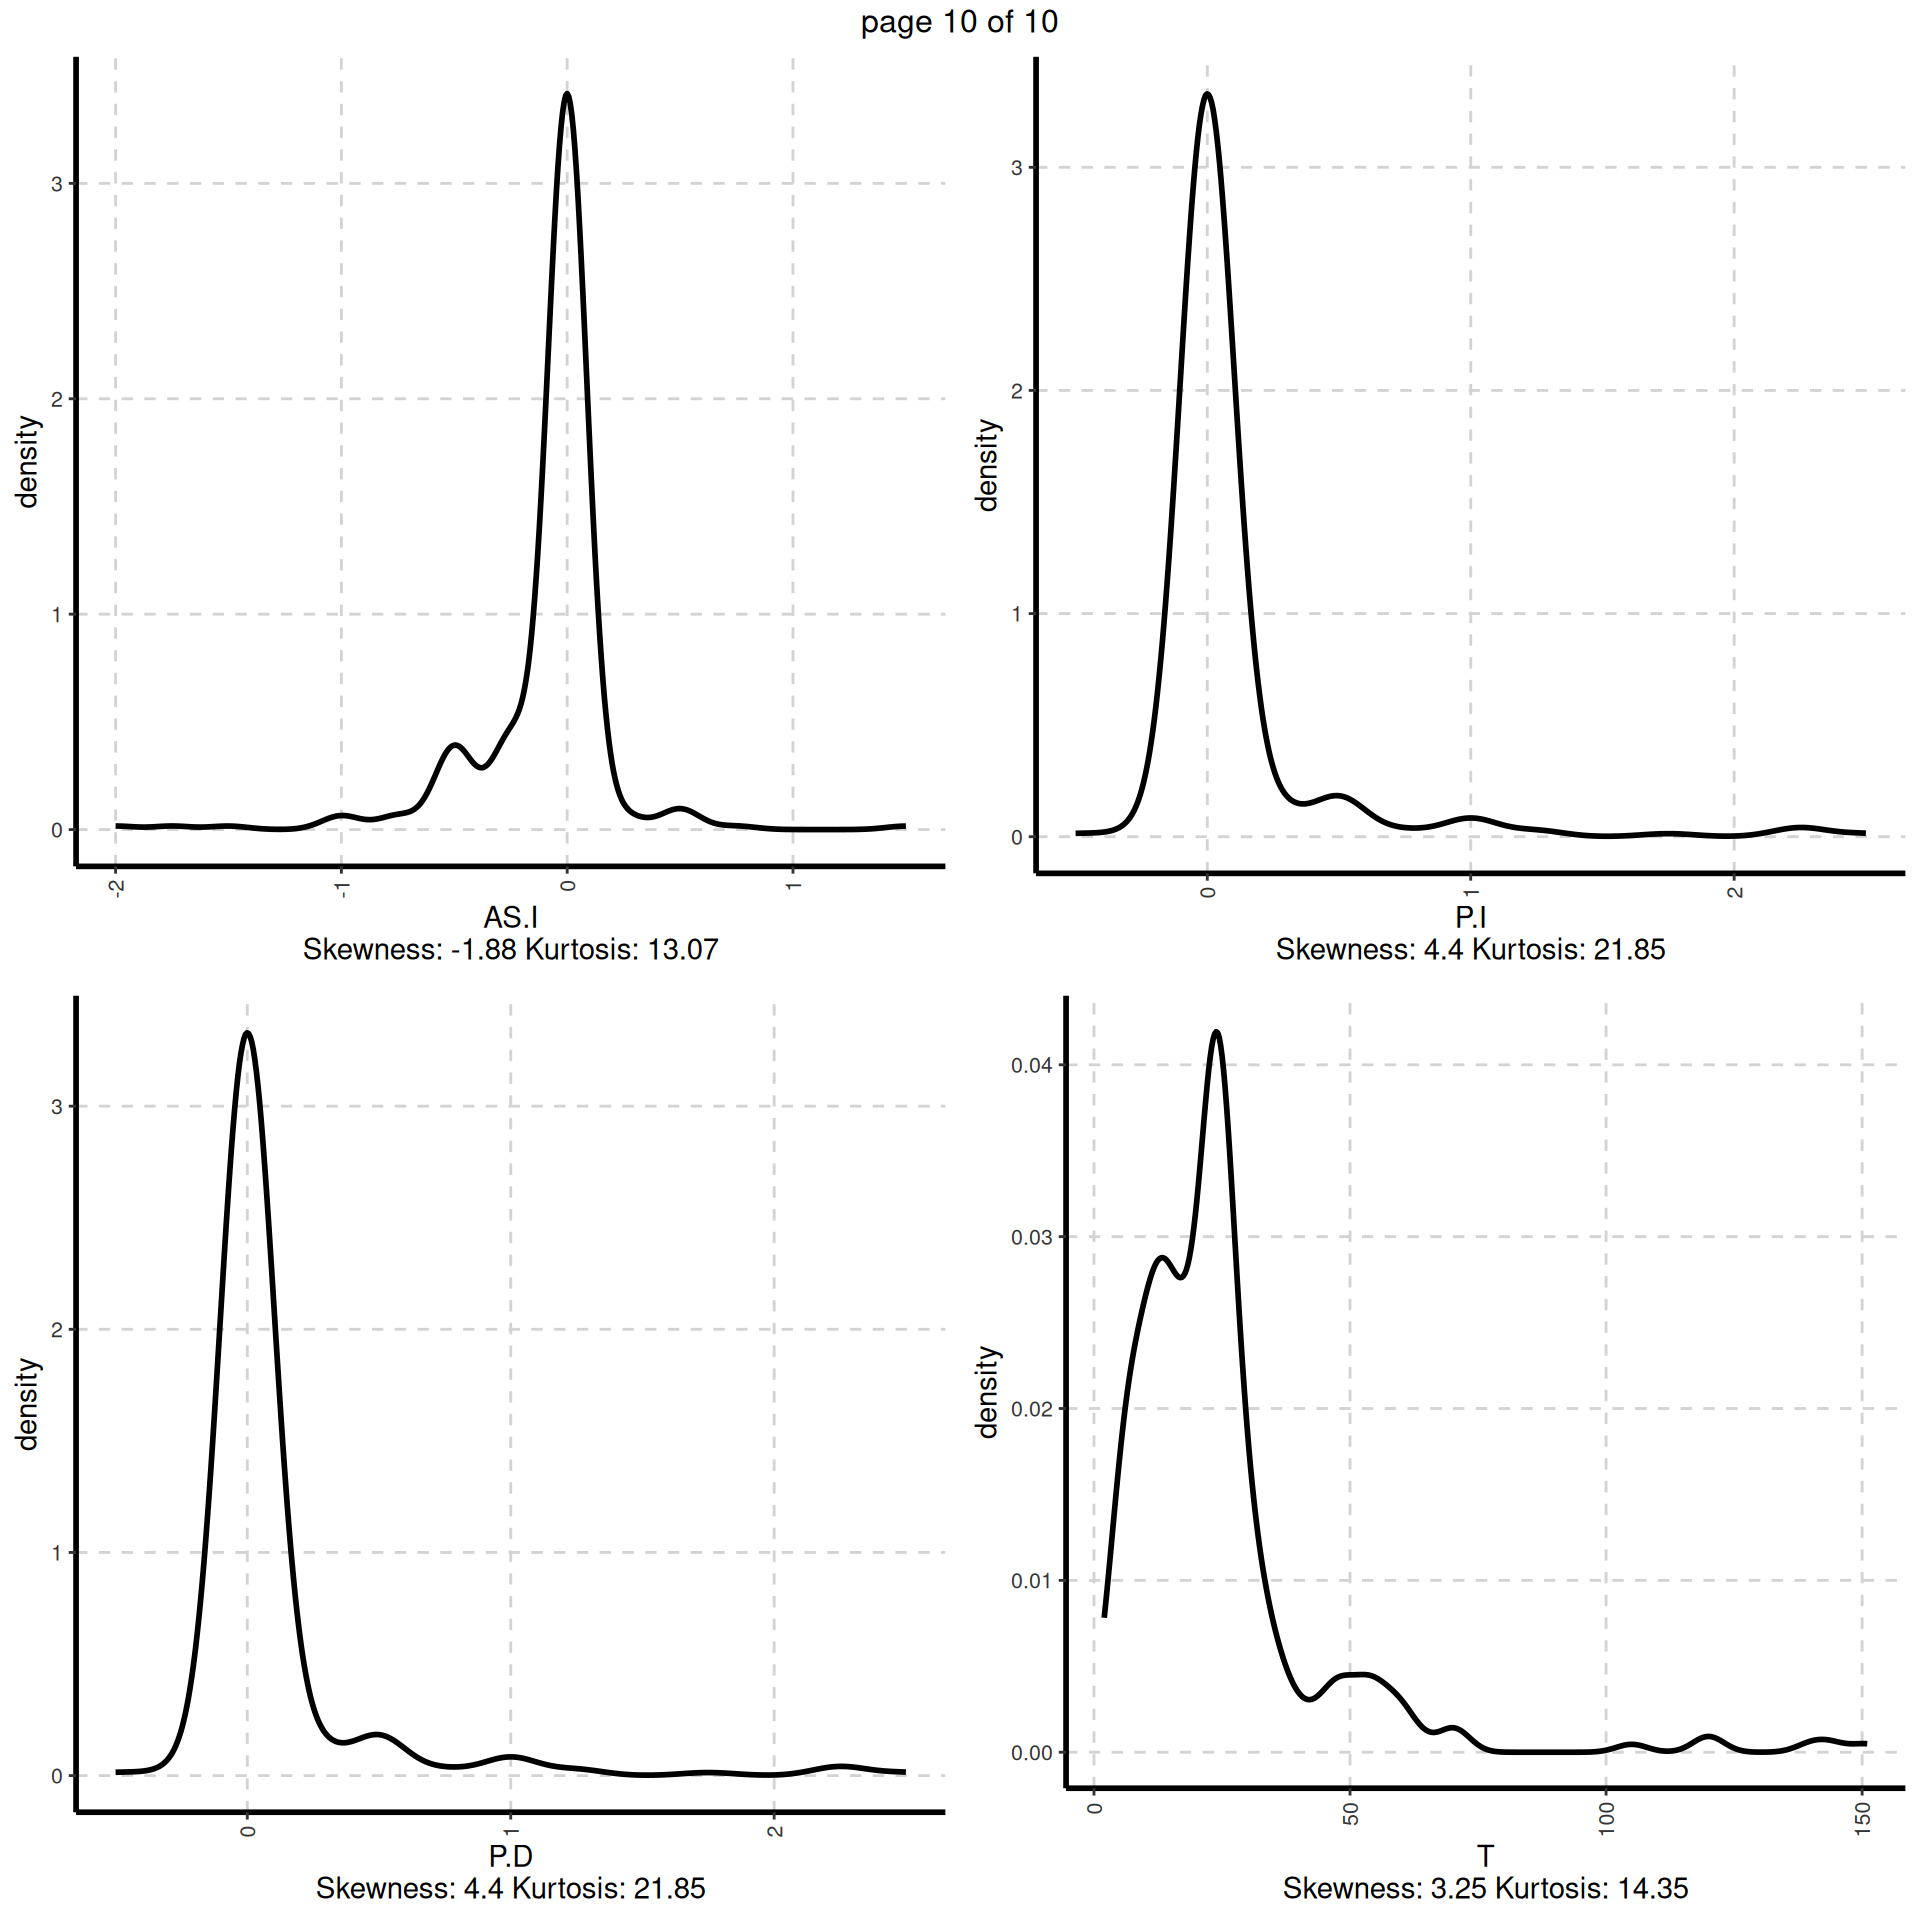 page 10 of 10
density
3
2
1
0
-2
-1
0
1
AS.I
Skewness: -1.88 Kurtosis: 13.07
density
3
2
1
0
0
1
2
P.I
Skewness: 4.4 Kurtosis: 21.85
density
3
2
1
0
0
1
2
P.D
Skewness: 4.4 Kurtosis: 21.85
density
0.04
0.03
0.02
0.01
0.00
0
50
100
150
T
Skewness: 3.25 Kurtosis: 14.35